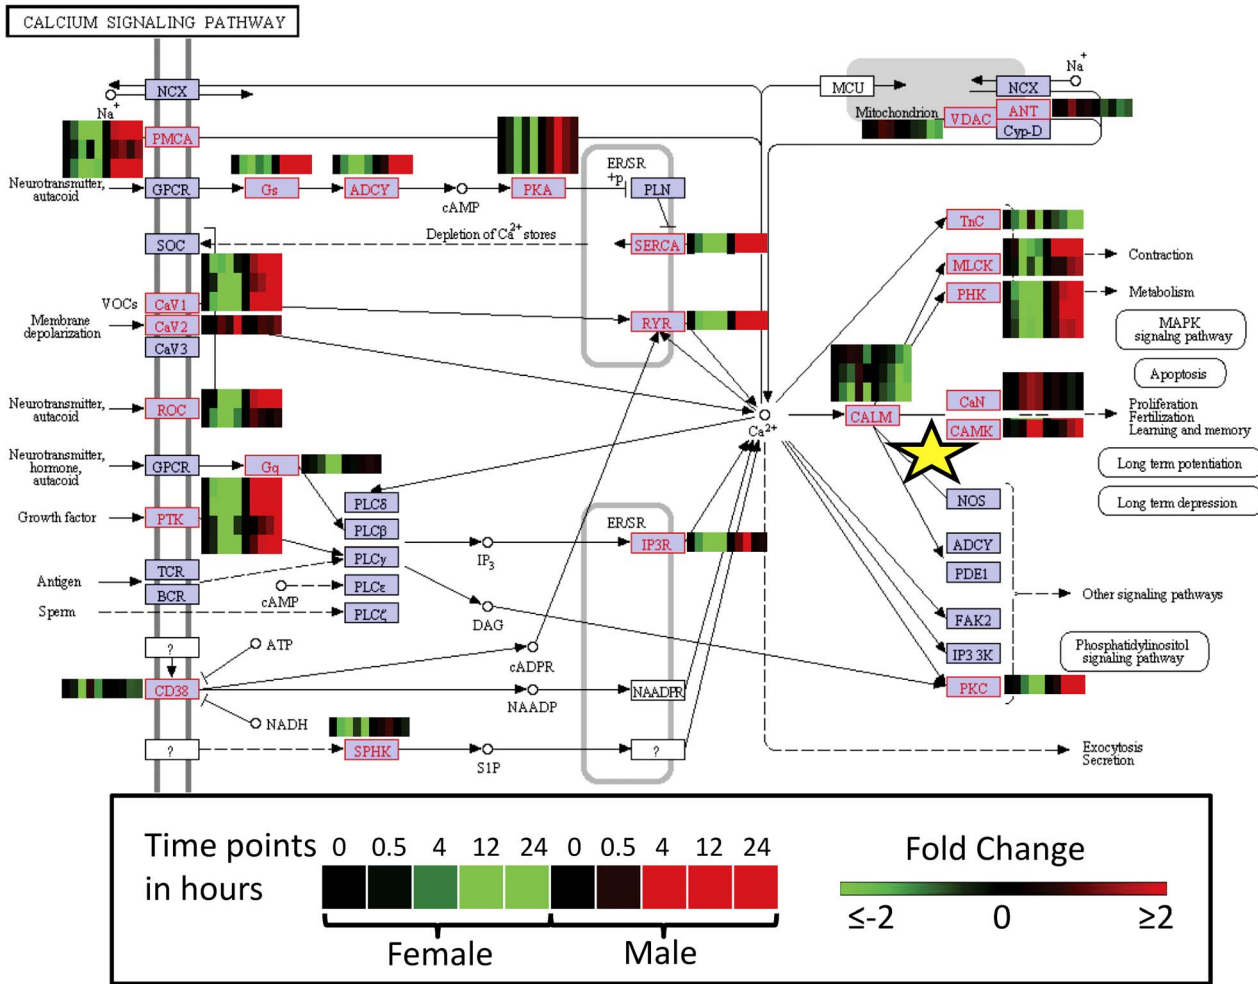 CALCIUM SIGNALING PATHWAY
NCX
Na+
PMCA
Neurotransmitter,
autacoid
GPCR
Gs
ADCY
cAMP
PKA
ER/SR
+p
PLN
MCU
Na+
NCX
Mitochondrion
VDAC
ANT
Cyp-D
SOC
Depletion of Ca2+ stores
SERCA
TnC
Contraction
MLCK
PHK
Metabolism
VOCs
CaV1
Membrane
depolarization
CaV2
CaV3
RYR
MAPK
signalng pathway
Apoptosis
Neurotransmitter,
autacoid
ROC
Ca2+
CALM
CaN
CAMK
Proliferation
Fertilization
Learning and memory
Neurotransmitter,
hormone,
autacoid
GPCR
Gq
Long term potentiation
Long term depression
Growth factor
PTK
PLCδ
PLCβ
PLCγ
PLCε
PLCζ
IP3
ER/SR
IP3R
NOS
ADCY
PDE1
Antigen
TCR
BCR
cAMP
Sperm
DAG
Other signaling pathways
FAK2
IP3 3K
Phosphatidylinositol
signaling pathway
PKC
?
ATP
cADPR
CD38
NAADP
NAADPR
NADH
?
SPHK
S1P
?
Exocytosis
Secretion
Time points
in hours
0 0.5 4 12 24 0 0.5 4 12 24
Female
Male
Fold Change
≤-2 0 ≥2